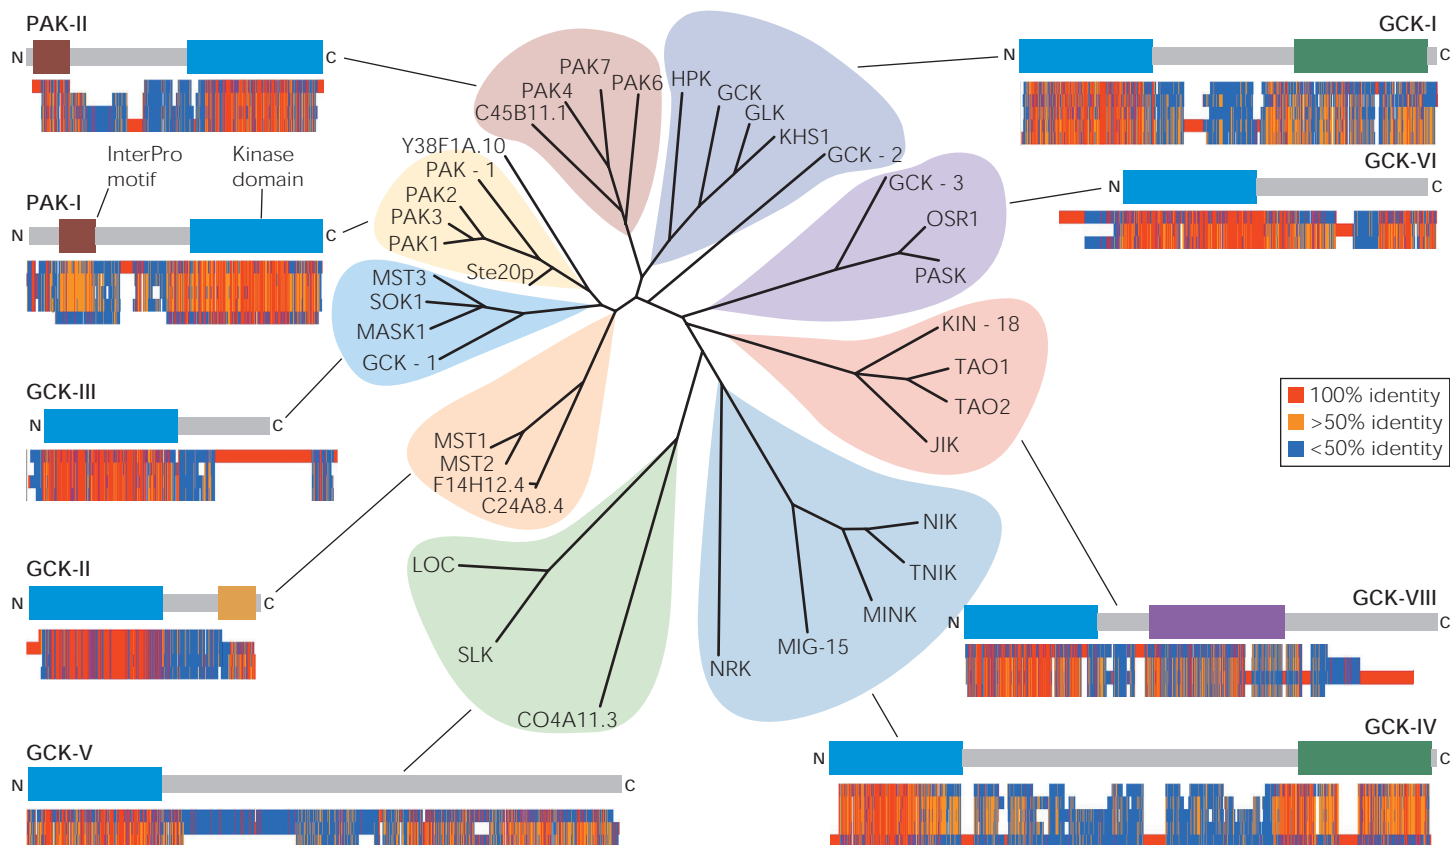 PAK-II
N
C
InterPro
motif
Kinase
domain
PAK-I
N
C
GCK-III
N
C
GCK-II
N
C
GCK-V
N
C
PAK7
PAK4
PAK6
C45B11.1
HPK
GCK
GLK
KHS1
GCK - 2
Y38F1A.10
PAK - 1
PAK2
PAK3
PAK1
Ste20p
GCK - 3
OSR1
PASK
MST3
SOK1
MASK1
GCK - 1
KIN - 18
TAO1
TAO2
JIK
MST1
MST2
F14H12.4
C24A8.4
NIK
TNIK
MINK
MIG-15
NRK
LOC
SLK
CO4A11.3
GCK-I
N
C
GCK-VI
N
C
100% identity
>50% identity
<50% identity
GCK-VIII
N
C
GCK-IV
N
C